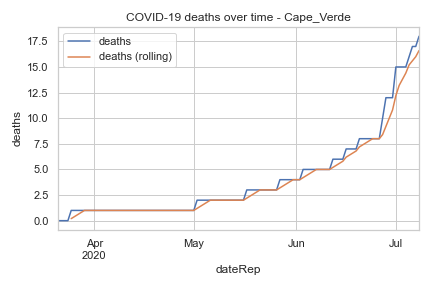 COVID-19 deaths over time - Cape_Verde
deaths
deaths (rolling)
deaths
17.5
15.0
12.5
10.0
7.5
5.0
2.5
0.0
Apr
2020
May
Jun
Jul
dateRep